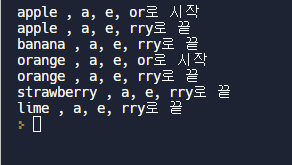 apple , a, e, or로 시작
apple , a, e, rry로 끝
banana , a, e, rry로 끝
orange , a, e, or로 시작
orange , a, e, rry로 끝
strawberry , a, e, rry로 끝
lime , a, e, rry로 끝
>